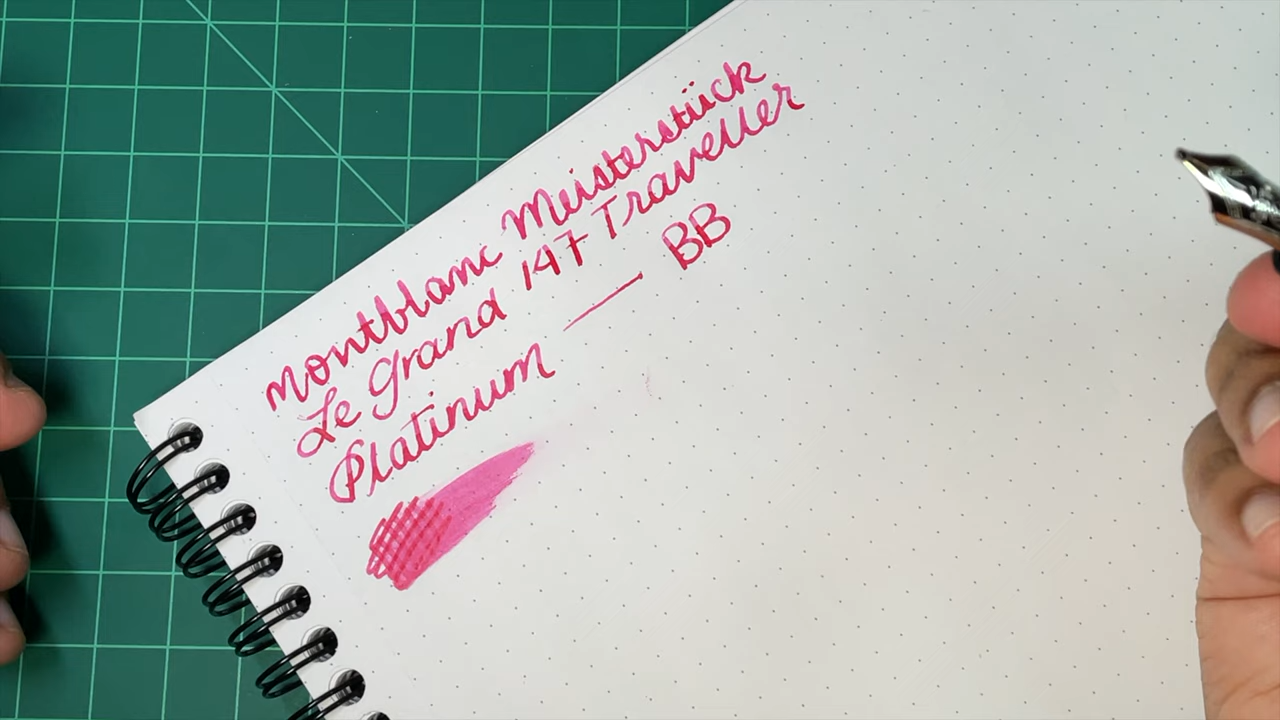 Montblanc Meisterstück
Le Grand 147 Traveller
Platinum — BB